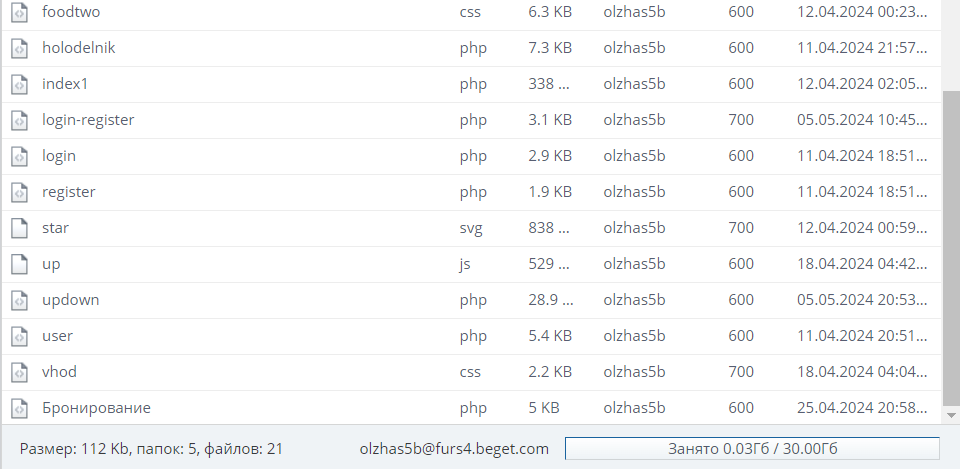 foodtwo css 6.3 KB olzhas5b 600 12.04.2024 00:23...
holodelnik php 7.3 KB olzhas5b 600 11.04.2024 21:57...
index1 php 338 ... olzhas5b 600 12.04.2024 02:05...
login-register php 3.1 KB olzhas5b 700 05.05.2024 10:45...
login php 2.9 KB olzhas5b 600 11.04.2024 18:51...
register php 1.9 KB olzhas5b 600 11.04.2024 18:51...
star svg 838 ... olzhas5b 700 12.04.2024 00:59...
up js 529 ... olzhas5b 600 18.04.2024 04:42...
updown php 28.9 ... olzhas5b 600 05.05.2024 20:53...
user php 5.4 KB olzhas5b 600 11.04.2024 20:51...
vhod css 2.2 KB olzhas5b 700 18.04.2024 04:04...
Бронирование php 5 KB olzhas5b 600 25.04.2024 20:58...
Размер: 112 Kb, папок: 5, файлов: 21 olzhas5b@furs4.beget.com Занято 0.03Гб / 30.00Гб